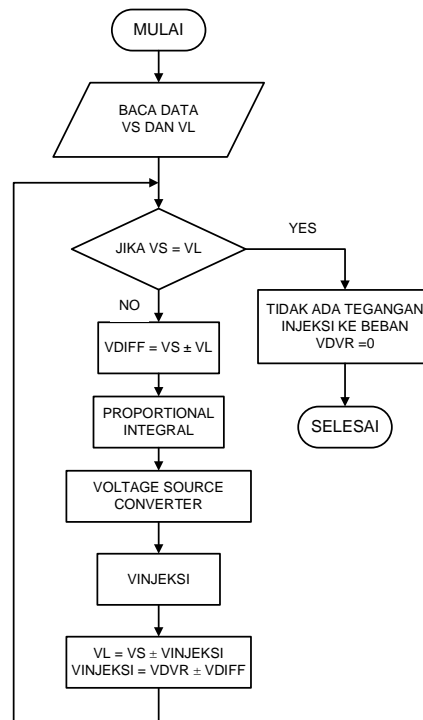 MULAI
BACA DATA
VS DAN VL
JIKA VS = VL
YES
NO
TIDAK ADA TEGANGAN
INJEKSI KE BEBAN
VDVR =0
SELESAI
VDIFF = VS ± VL
PROPORTIONAL
INTEGRAL
VOLTAGE SOURCE
CONVERTER
VINJEKSI
VL = VS ± VINJEKSI
VINJEKSI = VDVR ± VDIFF